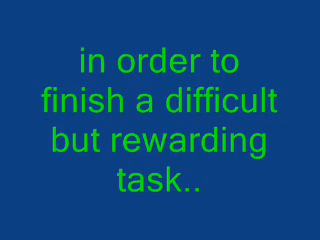 in order to
finish a difficult
but rewarding
task..